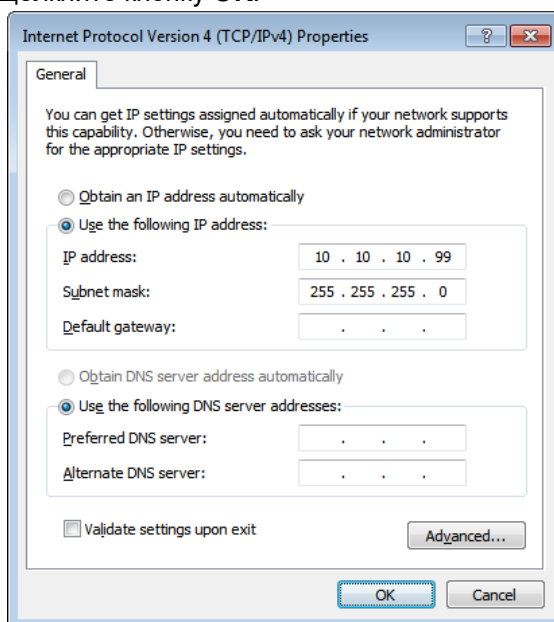 Щелкните кнопку OK.
Internet Protocol Version 4 (TCP/IPv4) Properties
General
You can get IP settings assigned automatically if your network supports
this capability. Otherwise, you need to ask your network administrator
for the appropriate IP settings.
Obtain an IP address automatically
Use the following IP address:
IP address: 10 . 10 . 10 . 99
Subnet mask: 255 . 255 . 255 . 0
Default gateway: . . .
Obtain DNS server address automatically
Use the following DNS server addresses:
Preferred DNS server: . . .
Alternate DNS server: . . .
Validate settings upon exit
Advanced...
OK Cancel